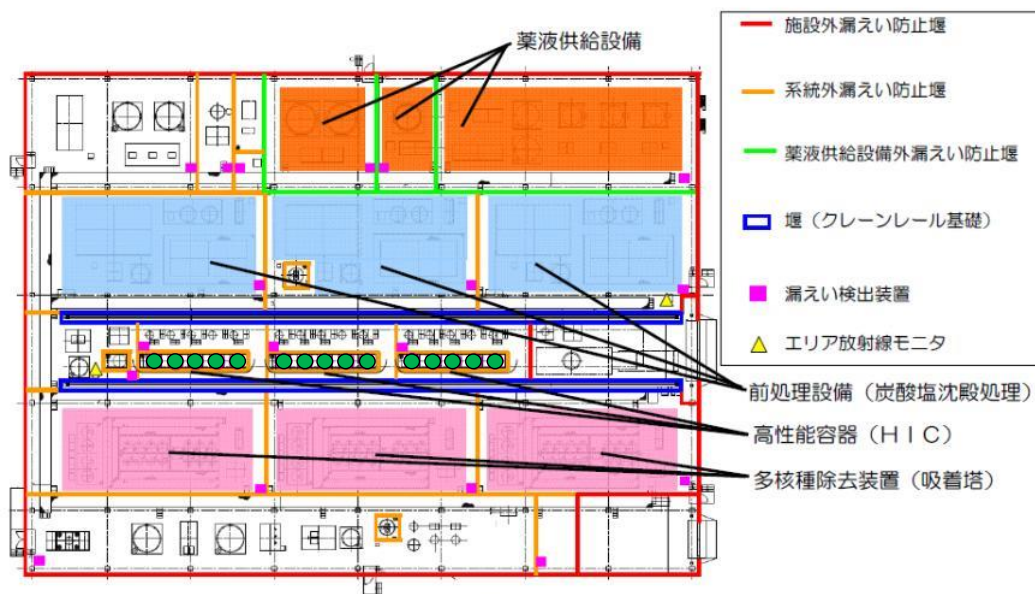 薬液供給設備
施設外漏えい防止堰
系統外漏えい防止堰
薬液供給設備外漏えい防止堰
堰（クレーンレール基礎）
漏えい検出装置
エリア放射線モニタ
前処理設備（炭酸塩沈殿処理）
高性能容器（ＨＩＣ）
多核種除去装置（吸着塔）